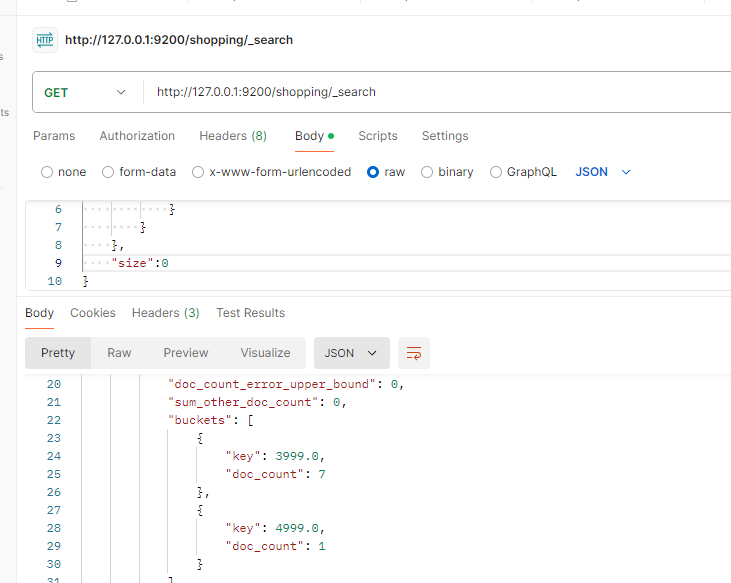 s
HTTP http://127.0.0.1:9200/shopping/_search
GET http://127.0.0.1:9200/shopping/_search
ts
Params Authorization Headers (8) Body Scripts Settings
none form-data x-www-form-urlencoded raw binary GraphQL JSON
6 }
7 }
8 },
9 "size":0
10 }
Body Cookies Headers (3) Test Results
Pretty Raw Preview Visualize JSON
20 "doc_count_error_upper_bound": 0,
21 "sum_other_doc_count": 0,
22 "buckets": [
23 {
24 "key": 3999.0,
25 "doc_count": 7
26 },
27 {
28 "key": 4999.0,
29 "doc_count": 1
30 }
31 ]